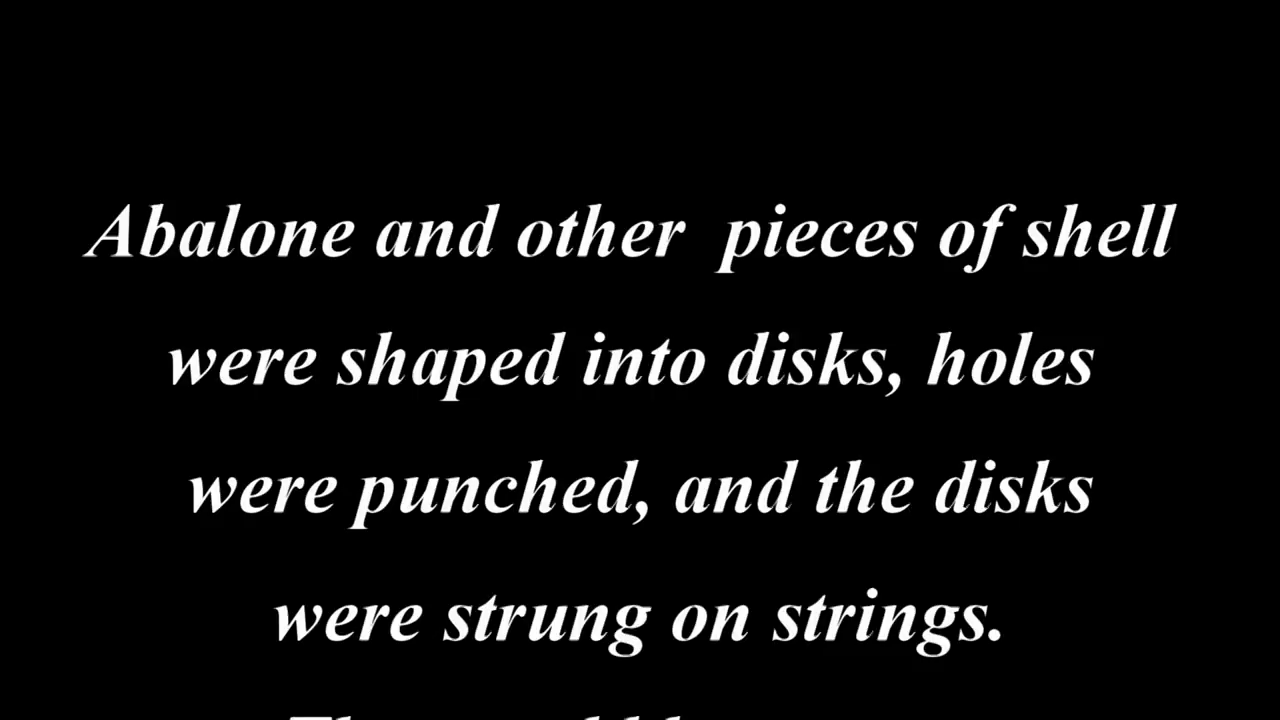 Abalone and other  pieces of shell
were shaped into disks, holes
were punched, and the disks
were strung on strings.